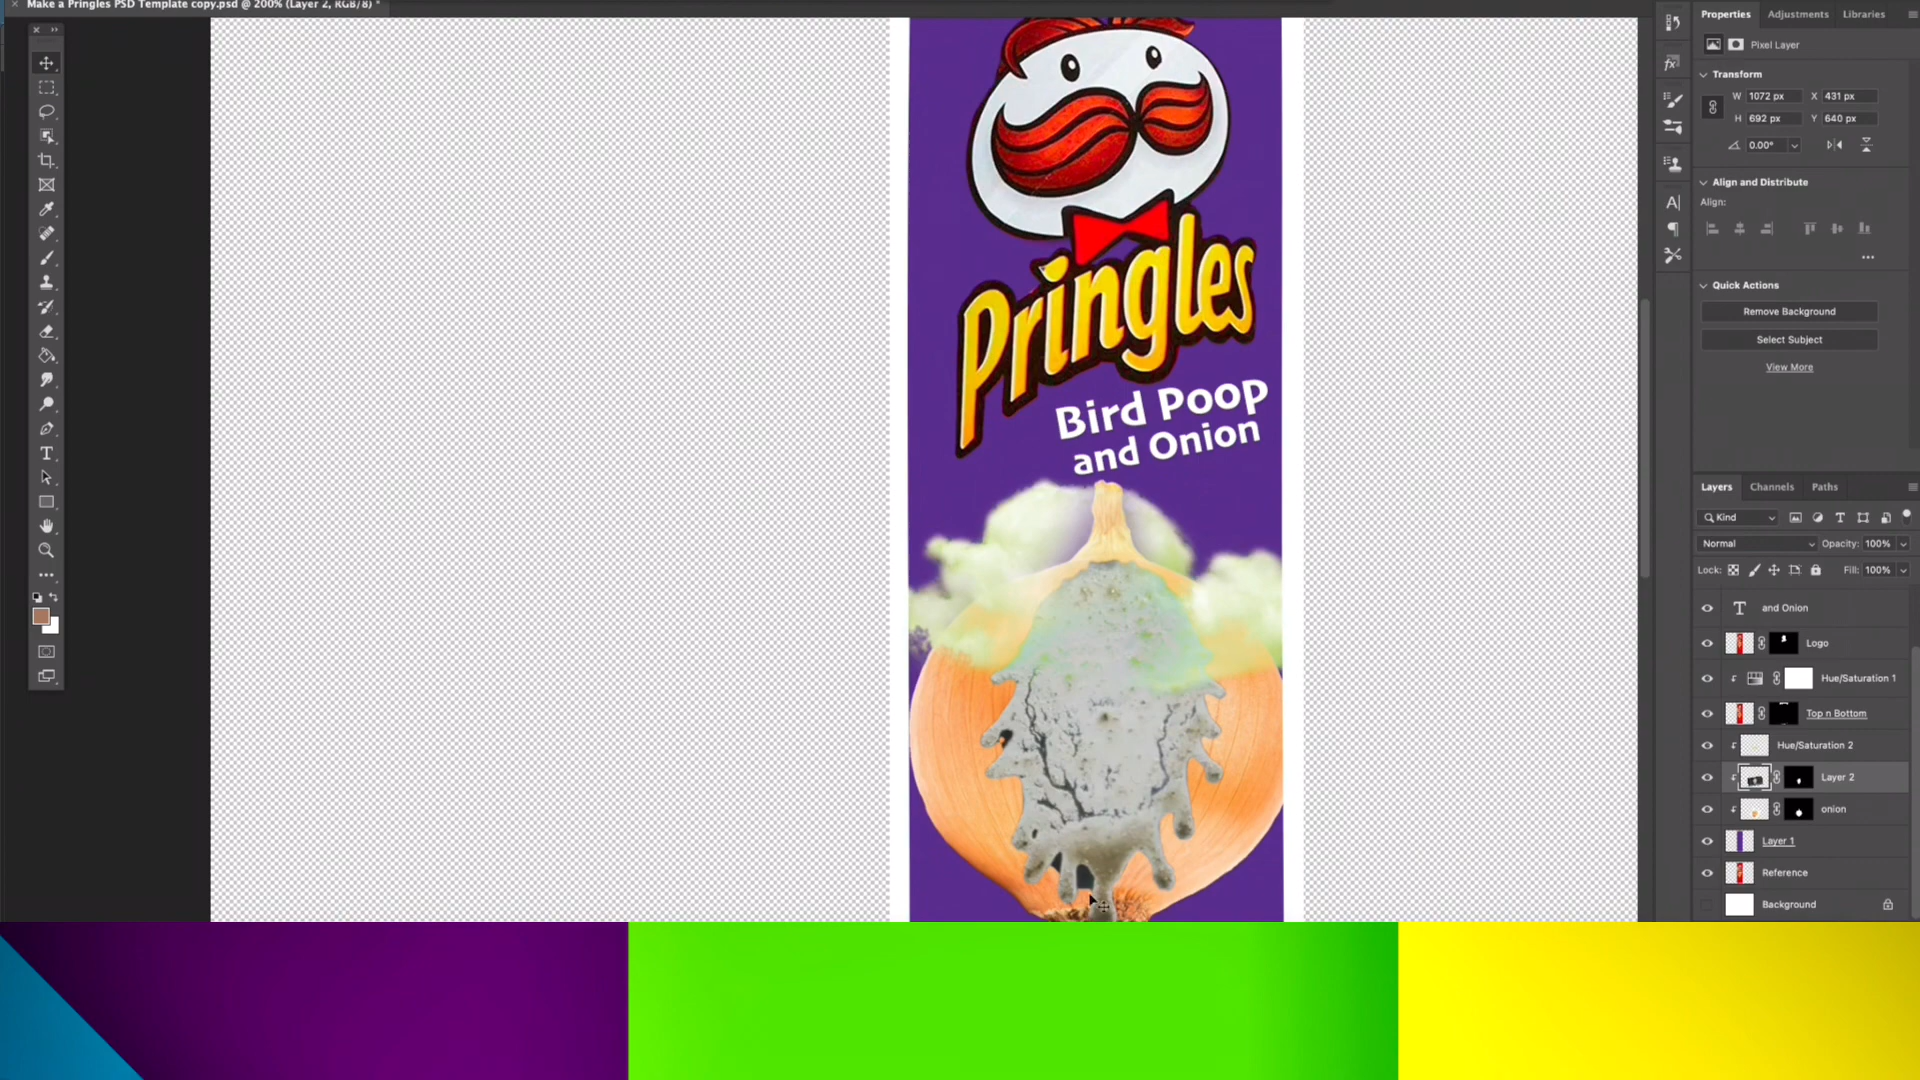 Make a Pringles PSD Template copy.psd @ 200% (Layer 2, RGB/8) *
Properties Adjustments Libraries
Pixel Layer
Transform
W 1072 px X 431 px
H 692 px Y 640 px
0.00°
Align and Distribute
Align:
Quick Actions
Remove Background
Select Subject
View More
Pringles
Bird Poop
and Onion
Layers Channels Paths
Kind
Normal Opacity: 100%
Lock: Fill: 100%
and Onion
Logo
Hue/Saturation 1
Top n Bottom
Hue/Saturation 2
Layer 2
onion
Layer 1
Reference
Background